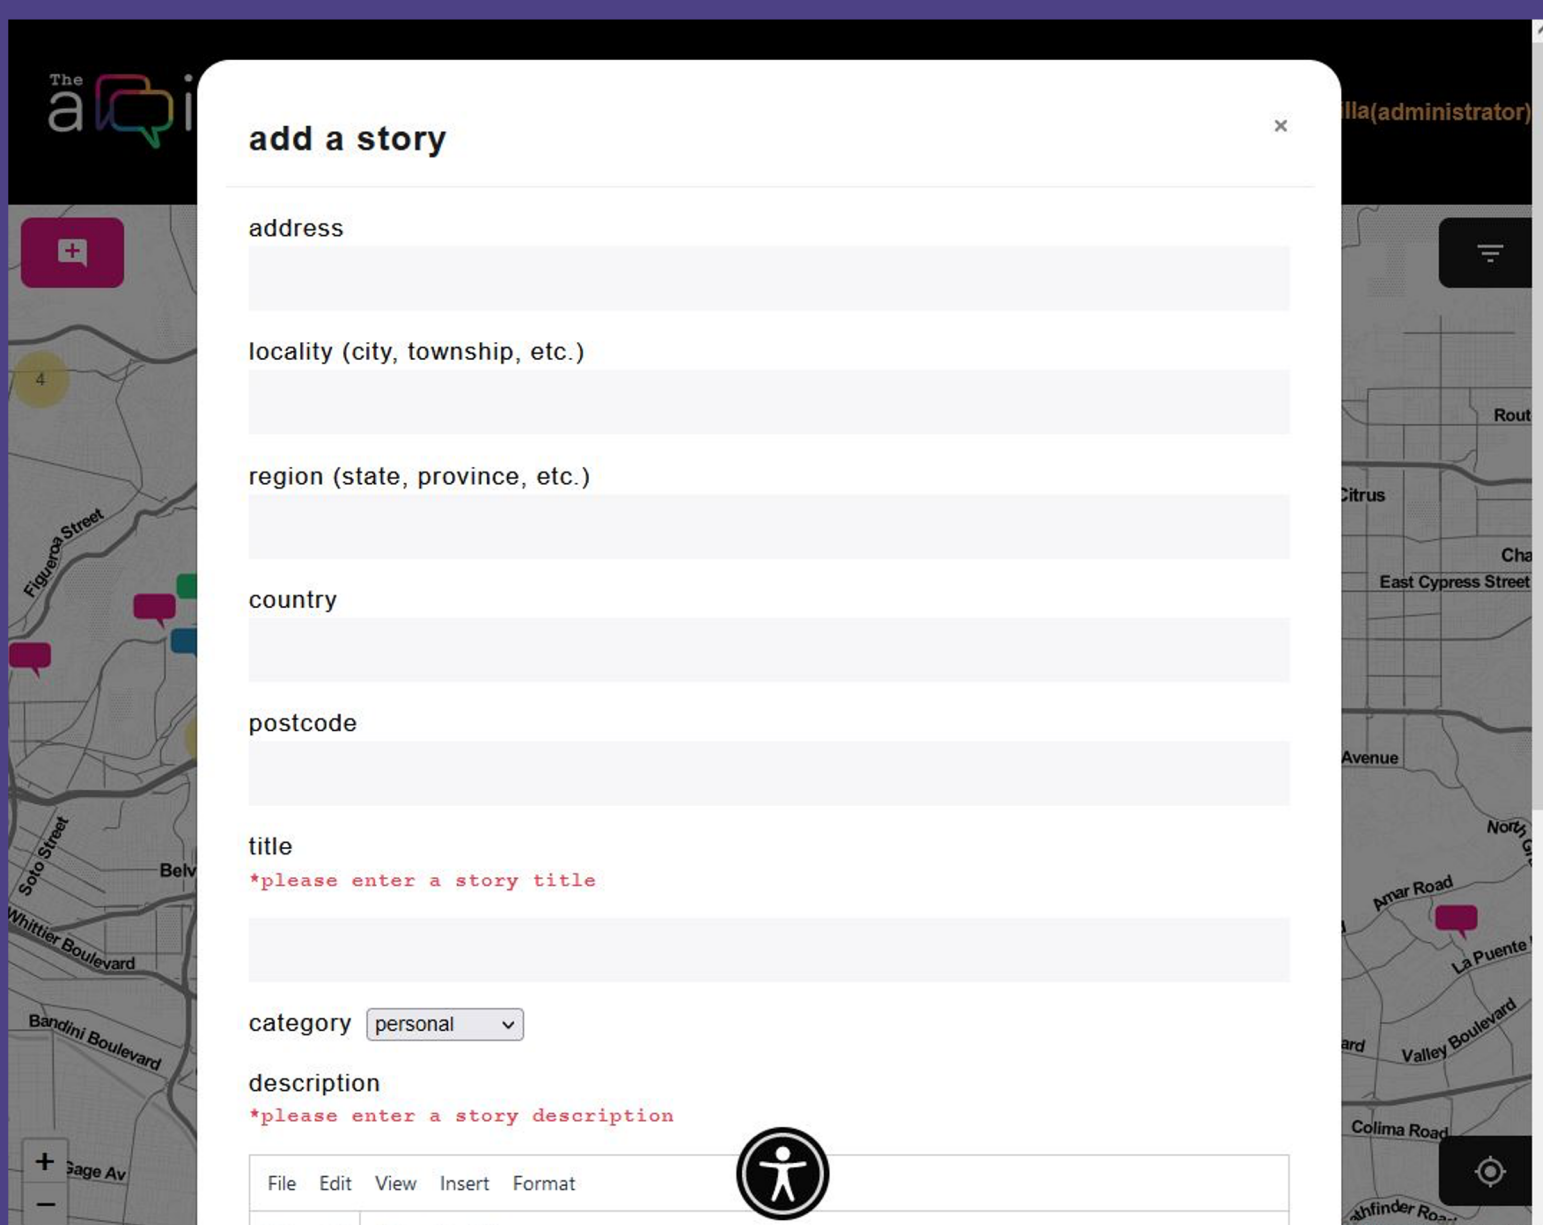 The
a
i
illa(administrator)
add a story
×
address
locality (city, township, etc.)
region (state, province, etc.)
country
postcode
title
*please enter a story title
category personal
description
*please enter a story description
File Edit View Insert Format
4
Figueroa Street
Soto Street
Belv
Whittier Boulevard
Bandini Boulevard
Gage Av
+
−
Rout
Citrus
Cha
East Cypress Street
Avenue
North
Amar Road
La Puente
ard
Valley Boulevard
Colima Road